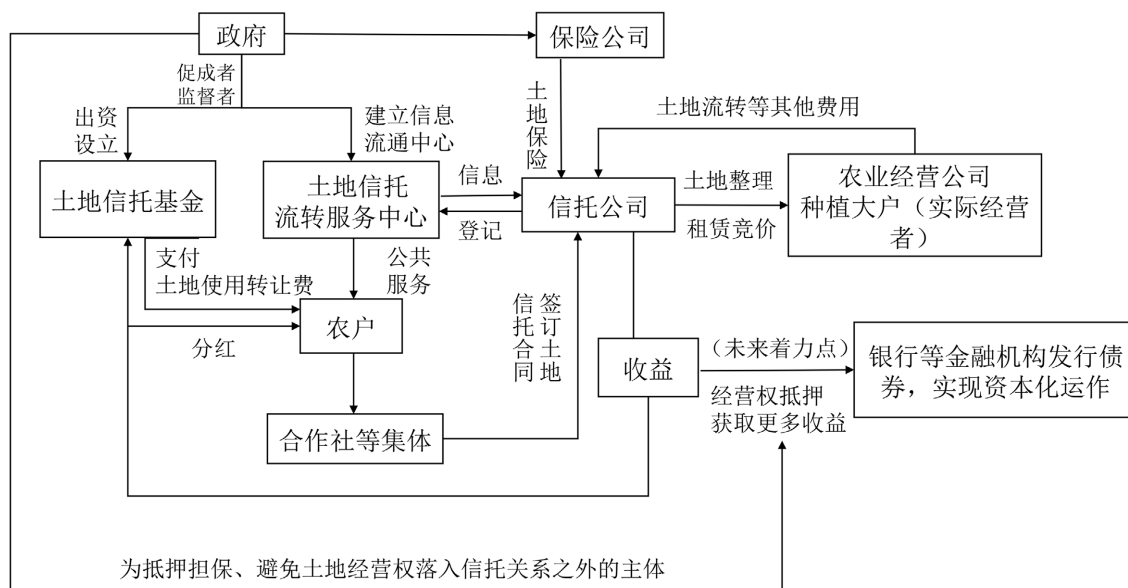 政府
保险公司
促成者
监督者
出资
设立
建立信息
流通中心
土地保险
土地流转等其他费用
土地信托基金
土地信托
流转服务中心
信息
登记
信托公司
土地整理
租赁竞价
农业经营公司
种植大户（实际经营
者）
支付
土地使用转让费
公共
服务
农户
分红
签订土地
信托合同
收益
（未来着力点）
经营权抵押
获取更多收益
银行等金融机构发行债
券，实现资本化运作
合作社等集体
为抵押担保、避免土地经营权落入信托关系之外的主体